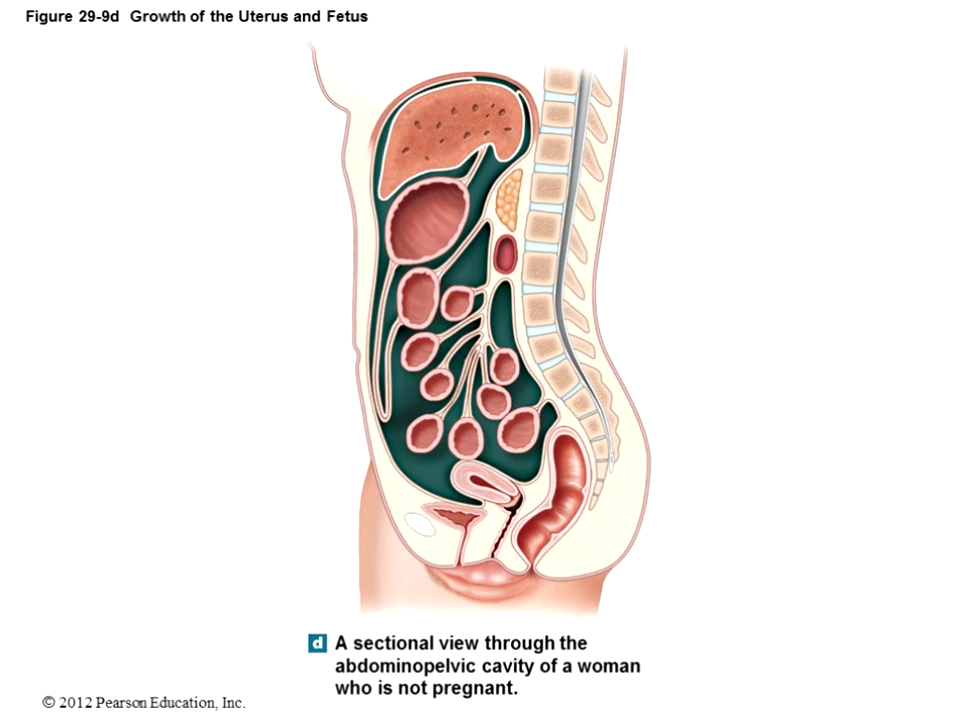 Figure 29-9d Growth of the Uterus and Fetus
d A sectional view through the
abdominopelvic cavity of a woman
who is not pregnant.
© 2012 Pearson Education, Inc.